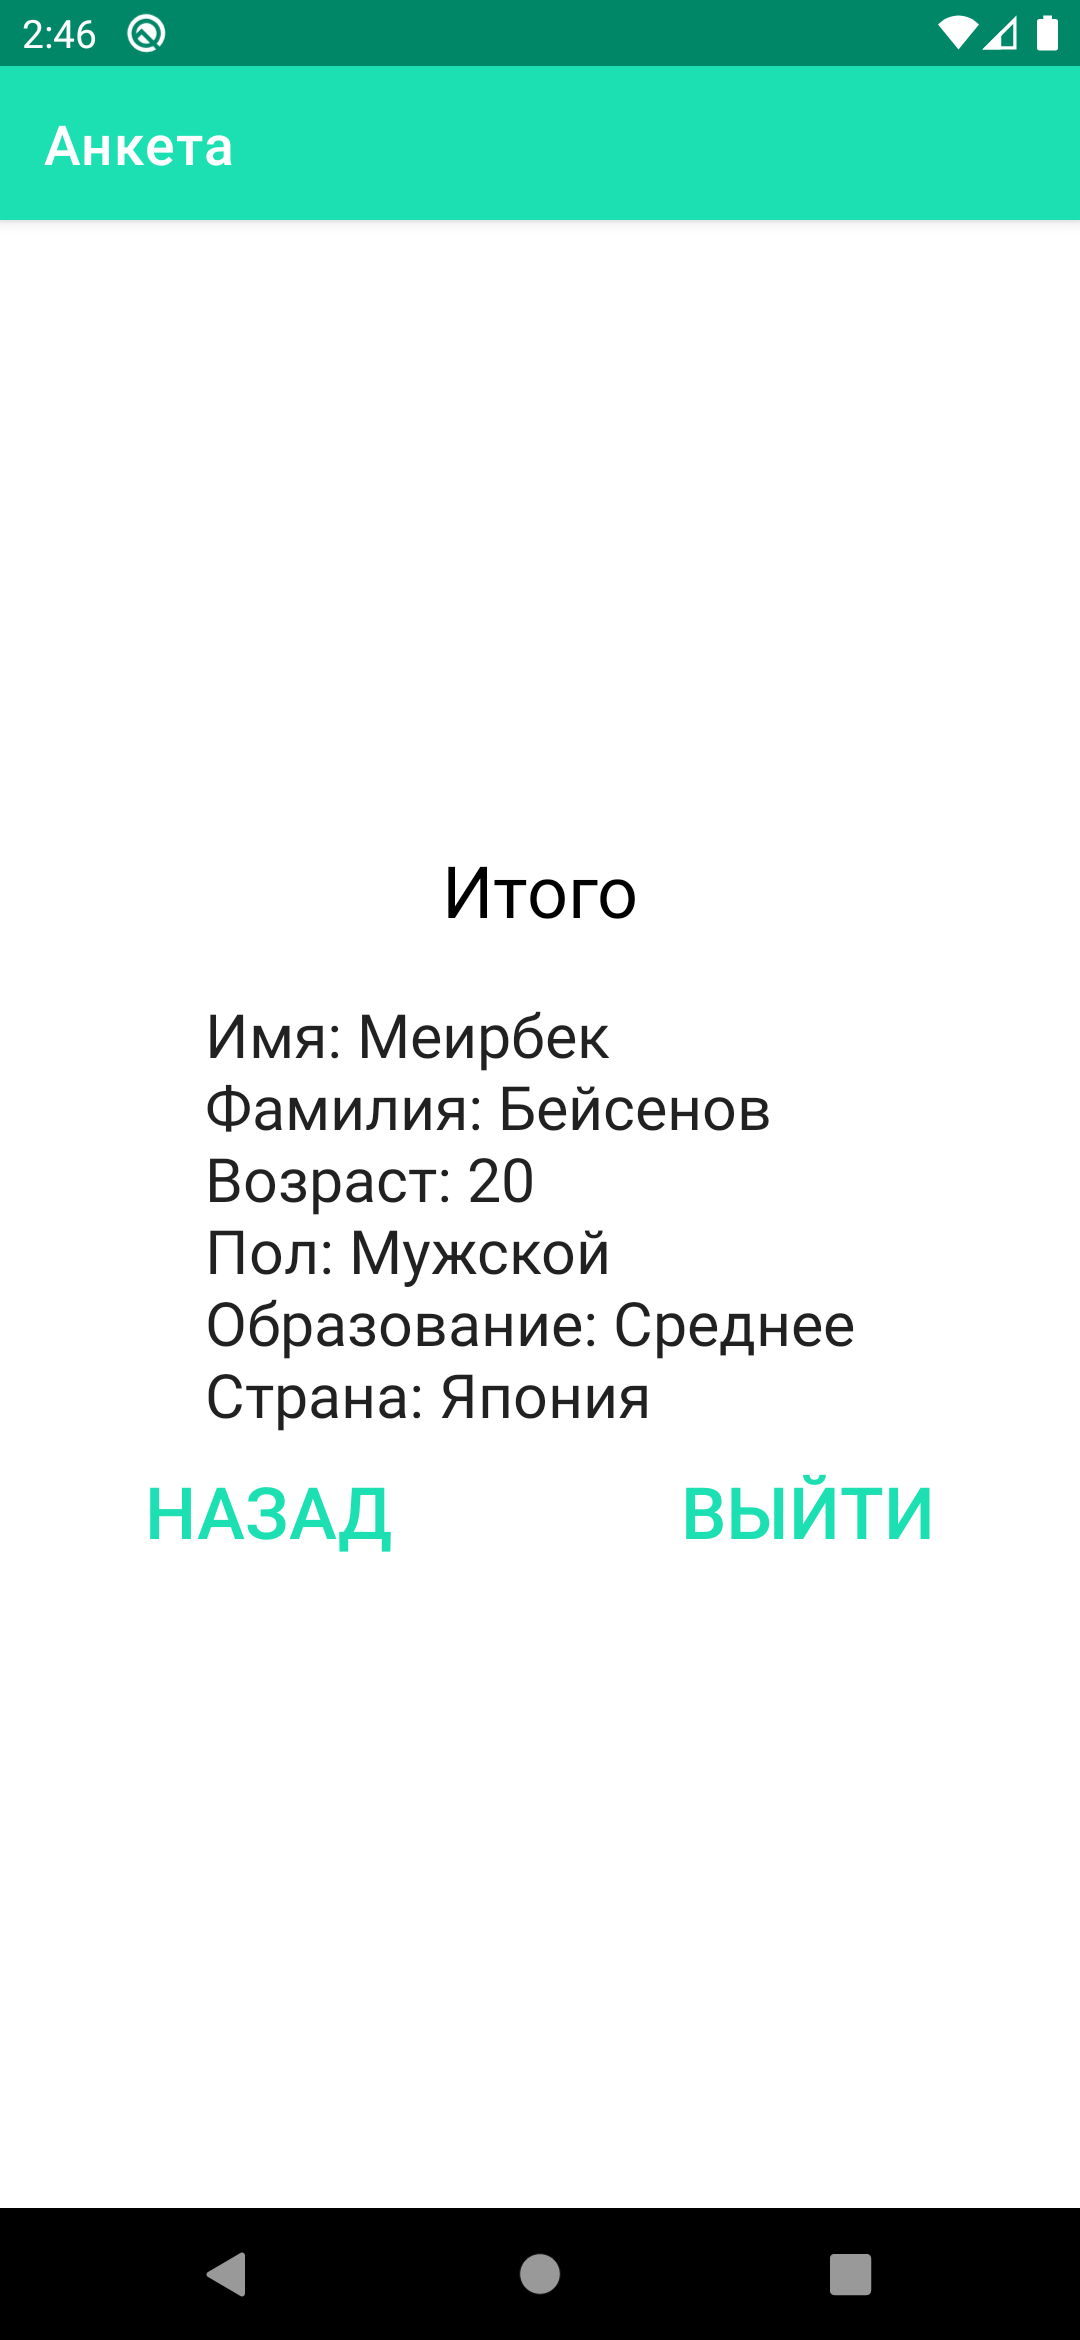 2:46
Анкета
Итого
Имя: Меирбек
Фамилия: Бейсенов
Возраст: 20
Пол: Мужской
Образование: Среднее
Страна: Япония
НАЗАД ВЫЙТИ